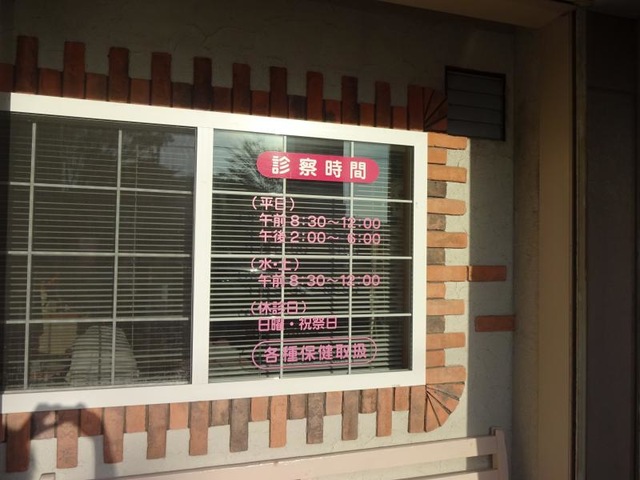 診察時間
(平日)
午前8:30〜12:00
午後2:00〜6:00
(水・土)
午前8:30〜12:00
(休診日)
日曜・祝祭日
各種保健取扱